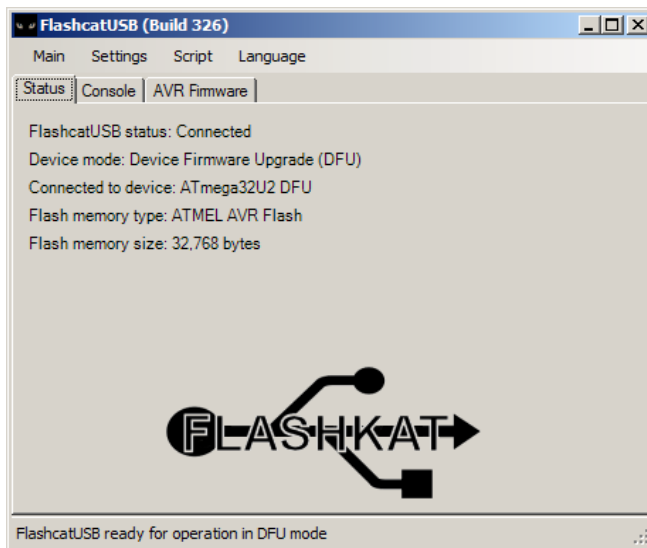 FlashcatUSB (Build 326)
Main Settings Script Language
Status Console AVR Firmware
FlashcatUSB status: Connected
Device mode: Device Firmware Upgrade (DFU)
Connected to device: ATmega32U2 DFU
Flash memory type: ATMEL AVR Flash
Flash memory size: 32,768 bytes
FLASHKAT
FlashcatUSB ready for operation in DFU mode